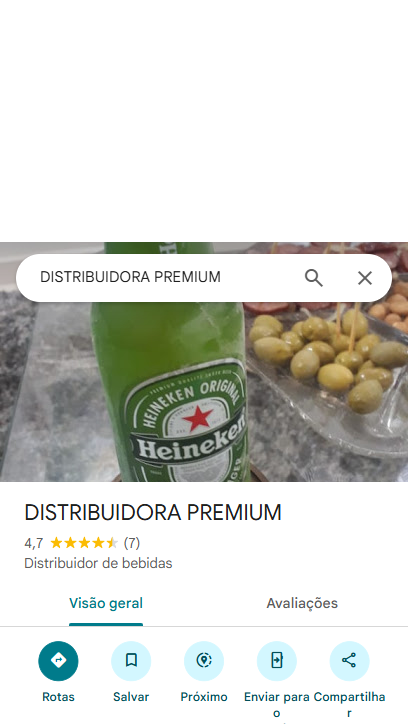 DISTRIBUIDORA PREMIUM
HEINEKEN ORIGINAL
Heineken
DISTRIBUIDORA PREMIUM
4,7 (7)
Distribuidor de bebidas
Visão geral
Avaliações
Rotas
Salvar
Próximo
Enviar para o
Compartilhar